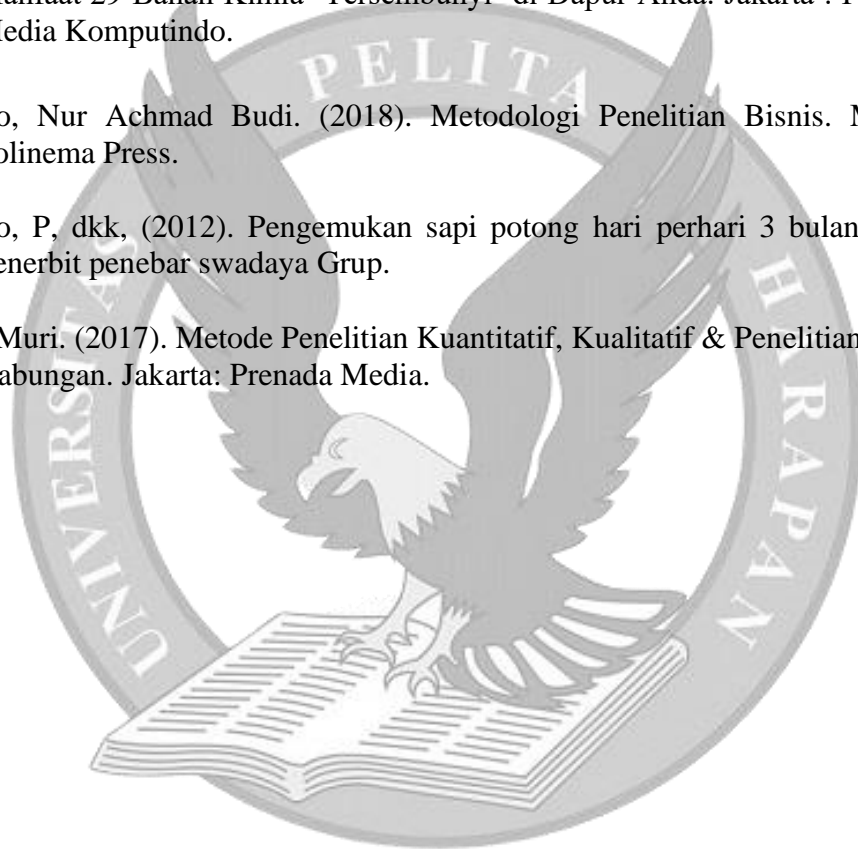 29 Bahan Kimia Tersembunyi di Dapur Anda. Jakarta :
Media Komputindo.
o, Nur Achmad Budi. (2018). Metodologi Penelitian Bisnis.
olinema Press.
o, P, dkk, (2012). Pengemukan sapi potong hari perhari 3 bulan
enerbit penebar swadaya Grup.
Muri. (2017). Metode Penelitian Kuantitatif, Kualitatif & Penelitian
abungan. Jakarta: Prenada Media.
UNIVERSITAS PELITA HARAPAN